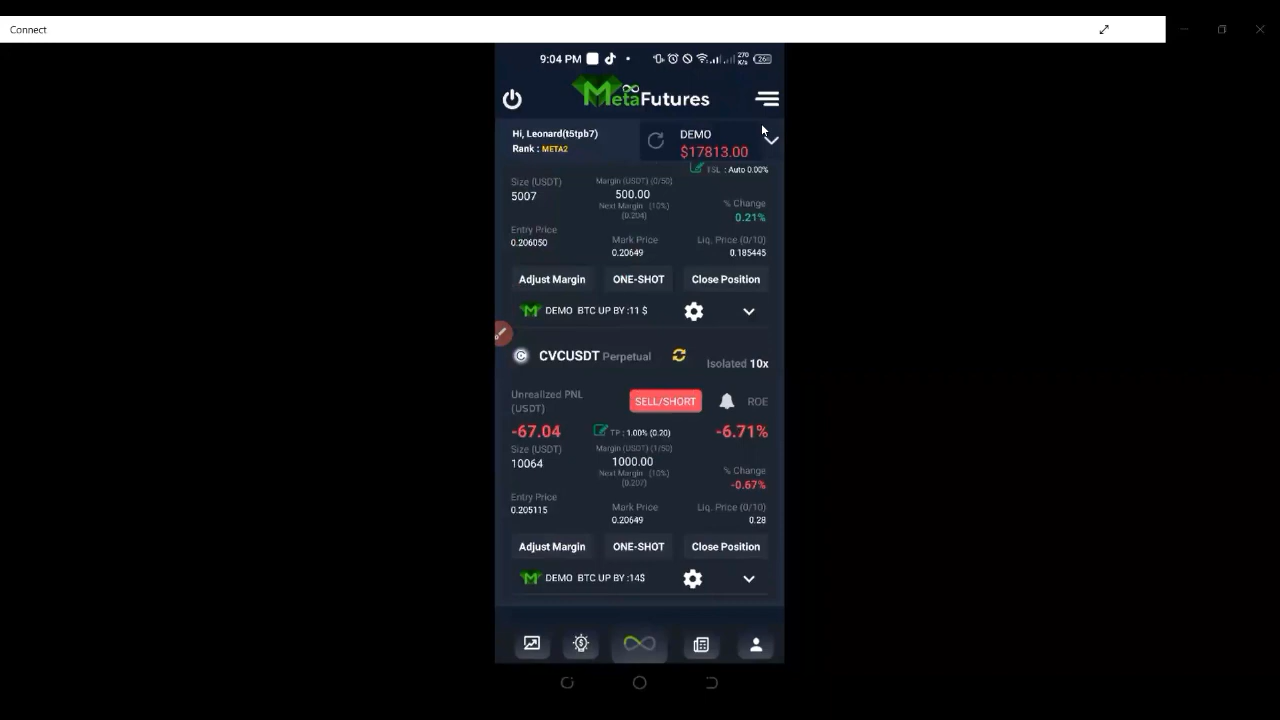 Connect
9:04 PM
270 K/s
26
MetaFutures
Hi, Leonard(t5tpb7)
Rank : META2
DEMO
$17813.00
TSL : Auto 0.00%
Size (USDT)
5007
Margin (USDT) (0/50)
500.00
Next Margin (10%)
(0.204)
% Change
0.21%
Entry Price
0.206050
Mark Price
0.20649
Liq. Price (0/10)
0.185445
Adjust Margin
ONE-SHOT
Close Position
DEMO BTC UP BY :11 $
CVCUSDT Perpetual
Isolated 10x
Unrealized PNL
(USDT)
SELL/SHORT
ROE
-67.04
TP : 1.00% (0.20)
-6.71%
Size (USDT)
10064
Margin (USDT) (1/50)
1000.00
Next Margin (10%)
(0.207)
% Change
-0.67%
Entry Price
0.205115
Mark Price
0.20649
Liq. Price (0/10)
0.28
Adjust Margin
ONE-SHOT
Close Position
DEMO BTC UP BY :14$